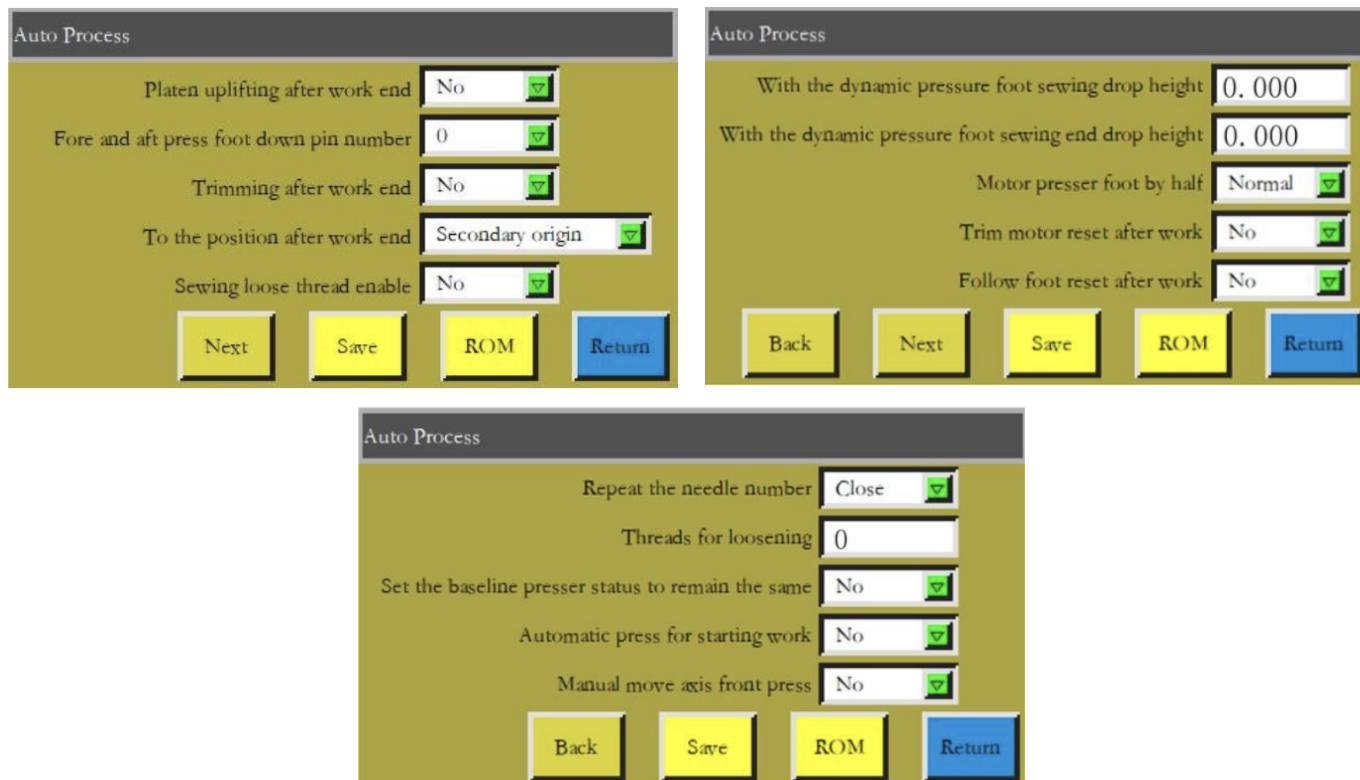 Auto Process
Platen uplifting after work end No
Fore and aft press foot down pin number 0
Trimming after work end No
To the position after work end Secondary origin
Sewing loose thread enable No
Next Save ROM Return
Auto Process
With the dynamic pressure foot sewing drop height 0.000
With the dynamic pressure foot sewing end drop height 0.000
Motor presser foot by half Normal
Trim motor reset after work No
Follow foot reset after work No
Back Next Save ROM Return
Auto Process
Repeat the needle number Close
Threads for loosening 0
Set the baseline presser status to remain the same No
Automatic press for starting work No
Manual move axis front press No
Back Save ROM Return